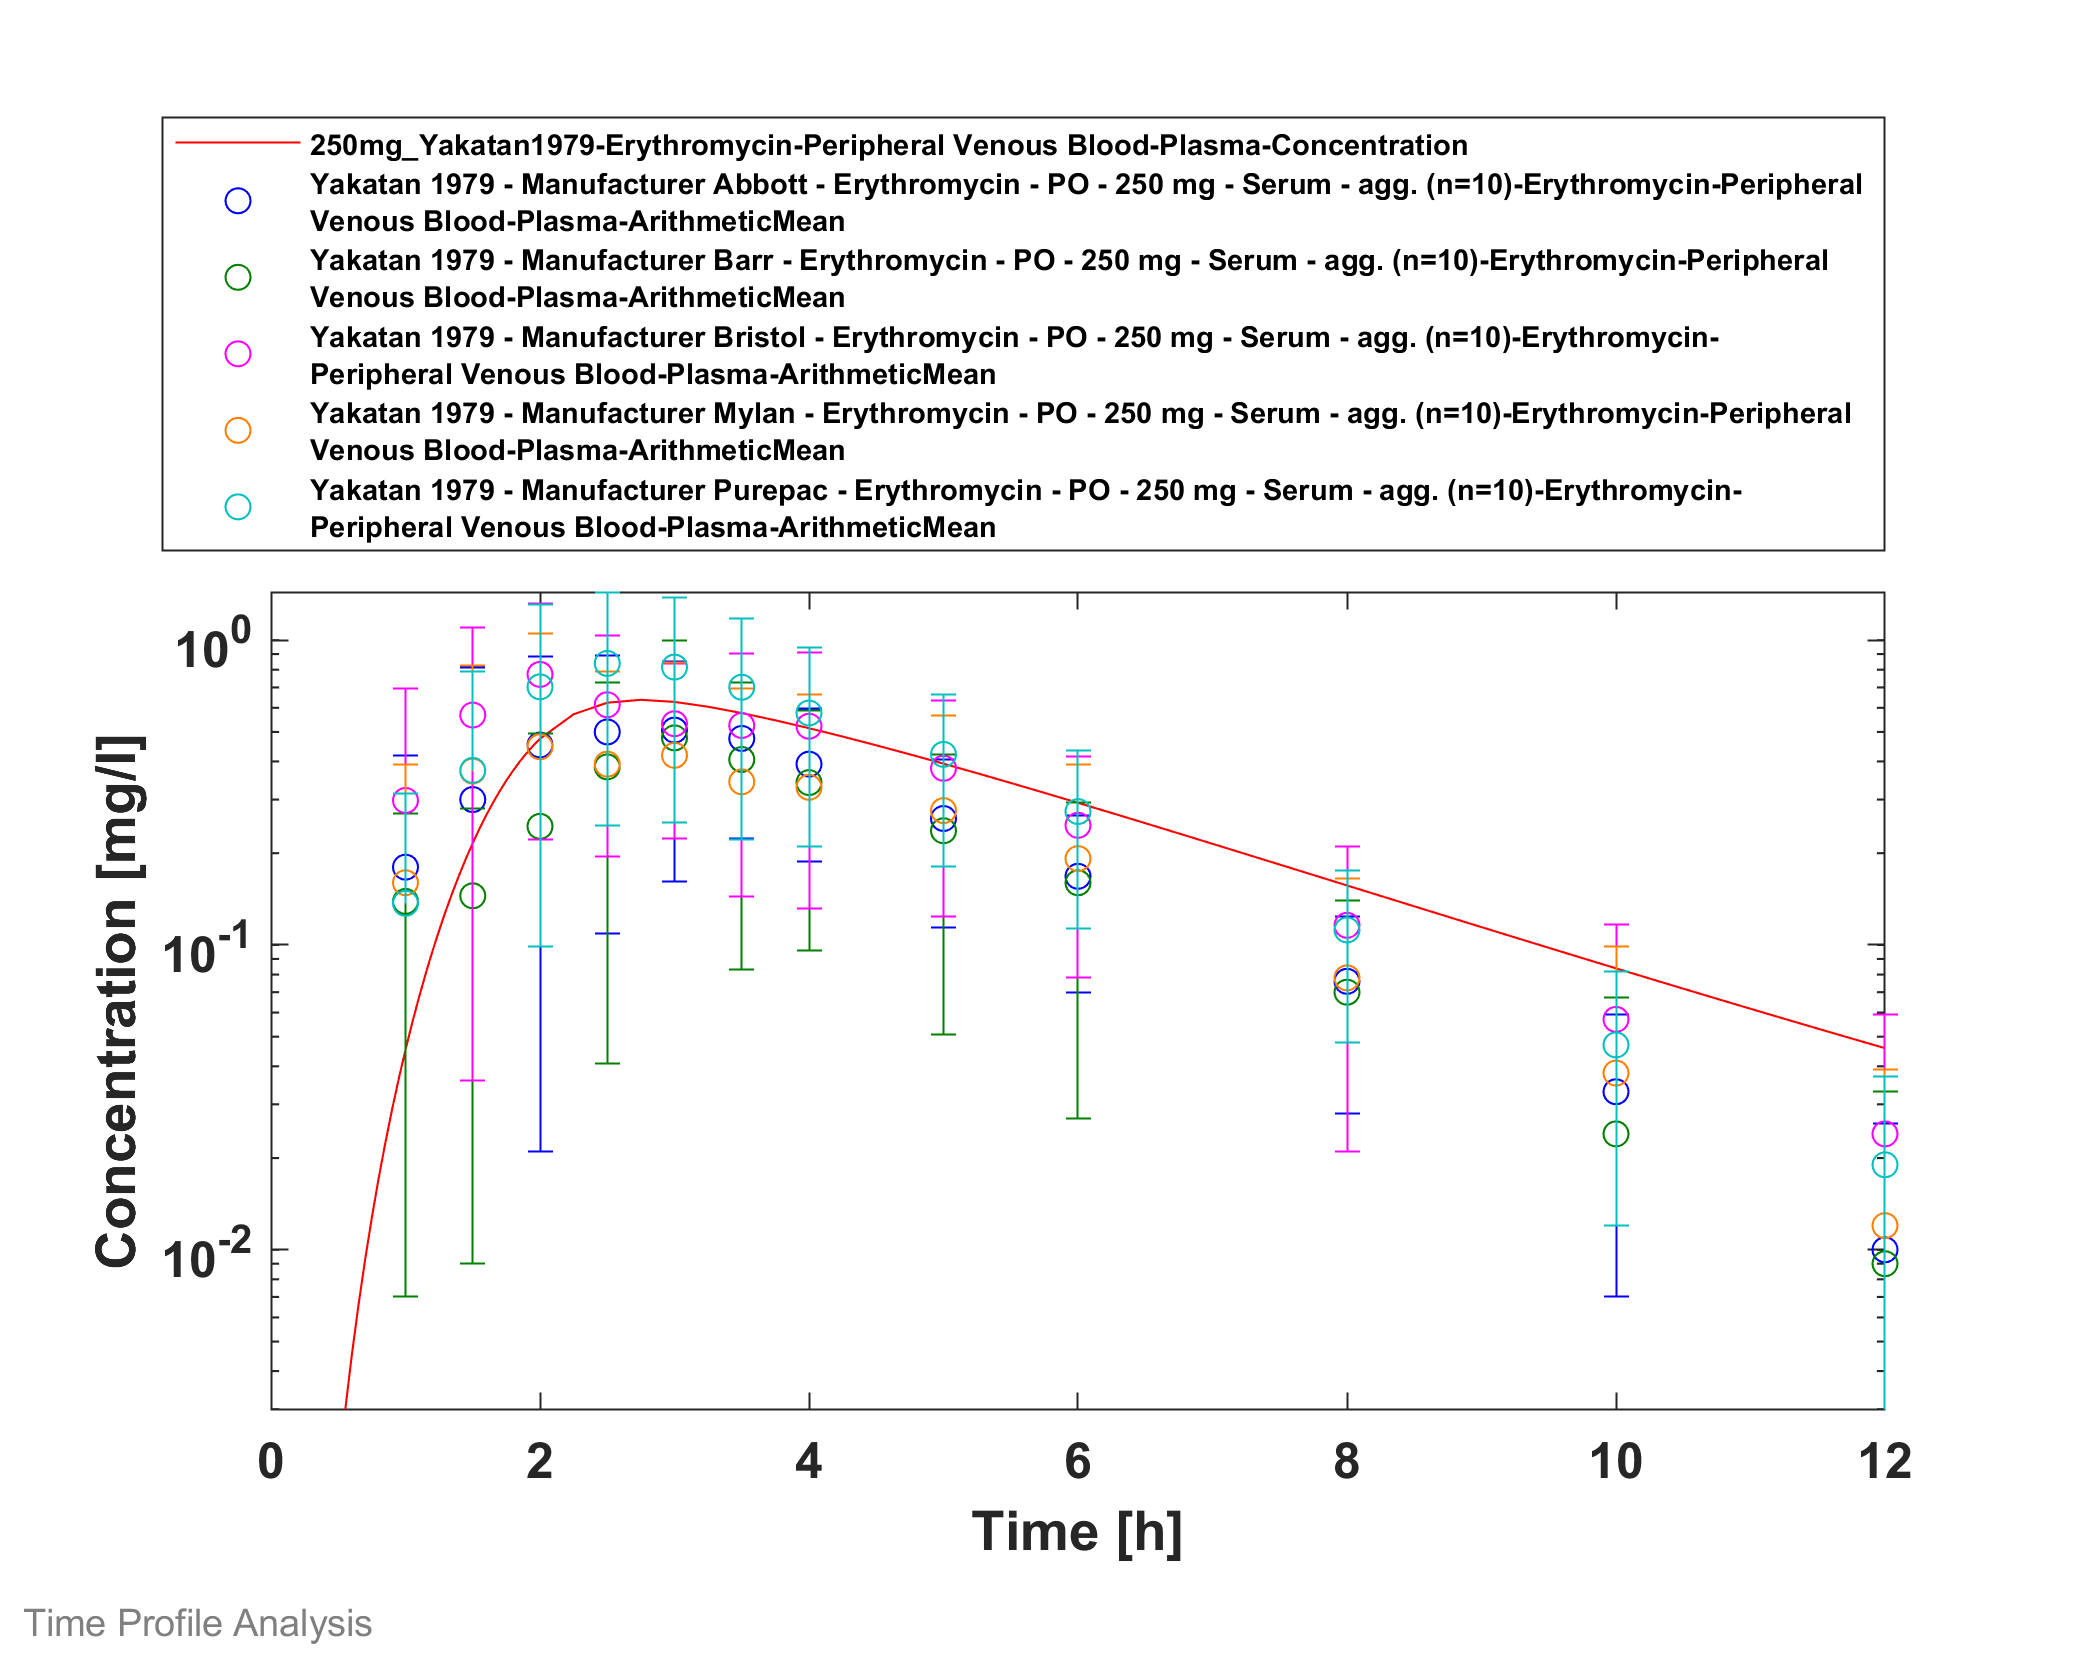 250mg_Yakatan1979-Erythromycin-Peripheral Venous Blood-Plasma-Concentration
Yakatan 1979 - Manufacturer Abbott - Erythromycin - PO - 250 mg - Serum - agg. (n=10)-Erythromycin-Peripheral
Venous Blood-Plasma-ArithmeticMean
Yakatan 1979 - Manufacturer Barr - Erythromycin - PO - 250 mg - Serum - agg. (n=10)-Erythromycin-Peripheral
Venous Blood-Plasma-ArithmeticMean
Yakatan 1979 - Manufacturer Bristol - Erythromycin - PO - 250 mg - Serum - agg. (n=10)-Erythromycin-
Peripheral Venous Blood-Plasma-ArithmeticMean
Yakatan 1979 - Manufacturer Mylan - Erythromycin - PO - 250 mg - Serum - agg. (n=10)-Erythromycin-Peripheral
Venous Blood-Plasma-ArithmeticMean
Yakatan 1979 - Manufacturer Purepac - Erythromycin - PO - 250 mg - Serum - agg. (n=10)-Erythromycin-
Peripheral Venous Blood-Plasma-ArithmeticMean
Concentration [mg/l]
10^0
10^-1
10^-2
0 2 4 6 8 10 12
Time [h]
Time Profile Analysis